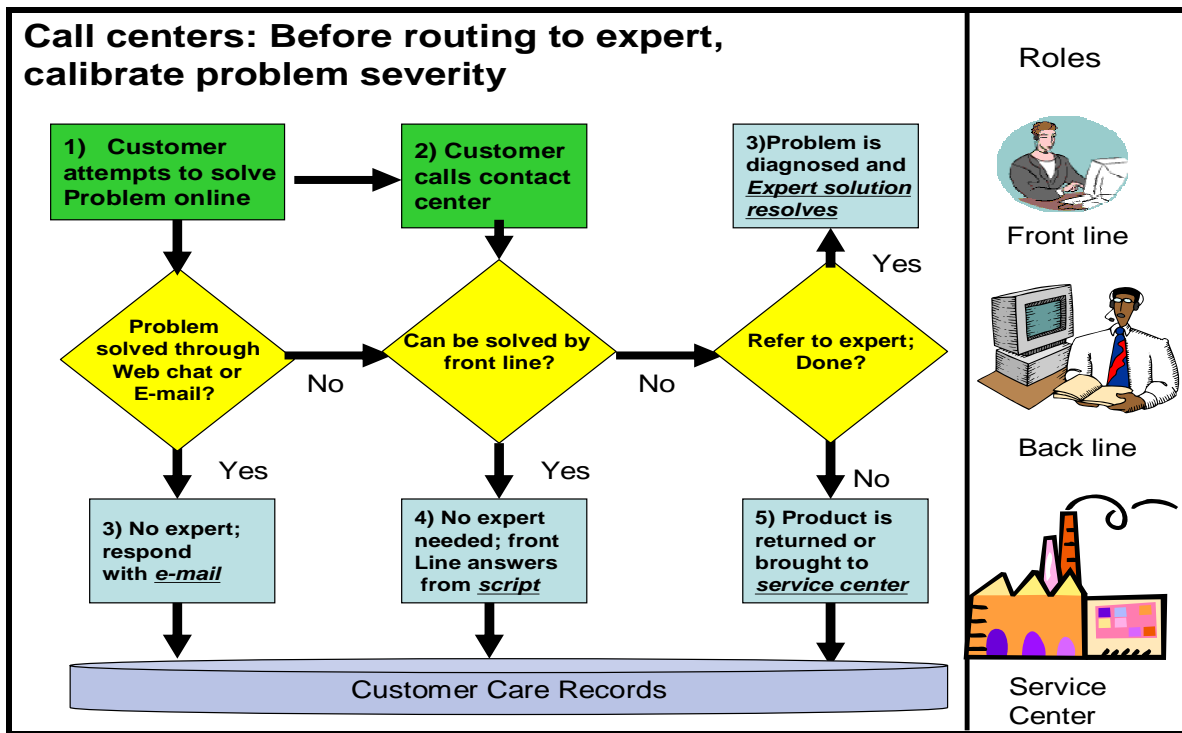 Call centers: Before routing to expert,
calibrate problem severity
1) Customer
attempts to solve
Problem online
2) Customer
calls contact
center
3)Problem is
diagnosed and
Expert solution
resolves
Yes
Problem
solved through
Web chat or
E-mail?
No
Can be solved by
front line?
No
Refer to expert;
Done?
Yes
Yes
No
3) No expert;
respond
with e-mail
4) No expert
needed; front
Line answers
from script
5) Product is
returned or
brought to
service center
Customer Care Records
Roles
Front line
Back line
Service
Center